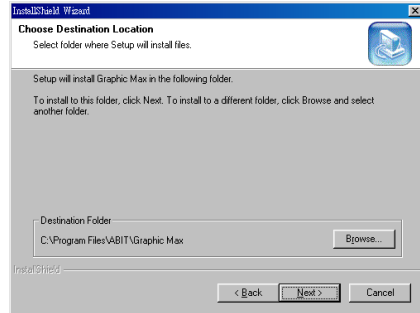 InstallShield Wizard
Choose Destination Location
Select folder where Setup will install files.
Setup will install Graphic Max in the following folder.
To install to this folder, click Next. To install to a different folder, click Browse and select
another folder.
Destination Folder
C:\Program Files\ABIT\Graphic Max
Browse...
InstallShield
< Back
Next >
Cancel